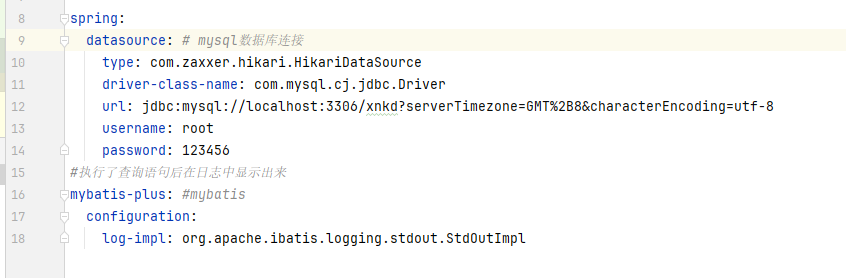 8 spring:
9 datasource: # mysql数据库连接
10 type: com.zaxxer.hikari.HikariDataSource
11 driver-class-name: com.mysql.cj.jdbc.Driver
12 url: jdbc:mysql://localhost:3306/xnkd?serverTimezone=GMT%2B8&characterEncoding=utf-8
13 username: root
14 password: 123456
15 #执行了查询语句后在日志中显示出来
16 mybatis-plus: #mybatis
17 configuration:
18 log-impl: org.apache.ibatis.logging.stdout.StdOutImpl